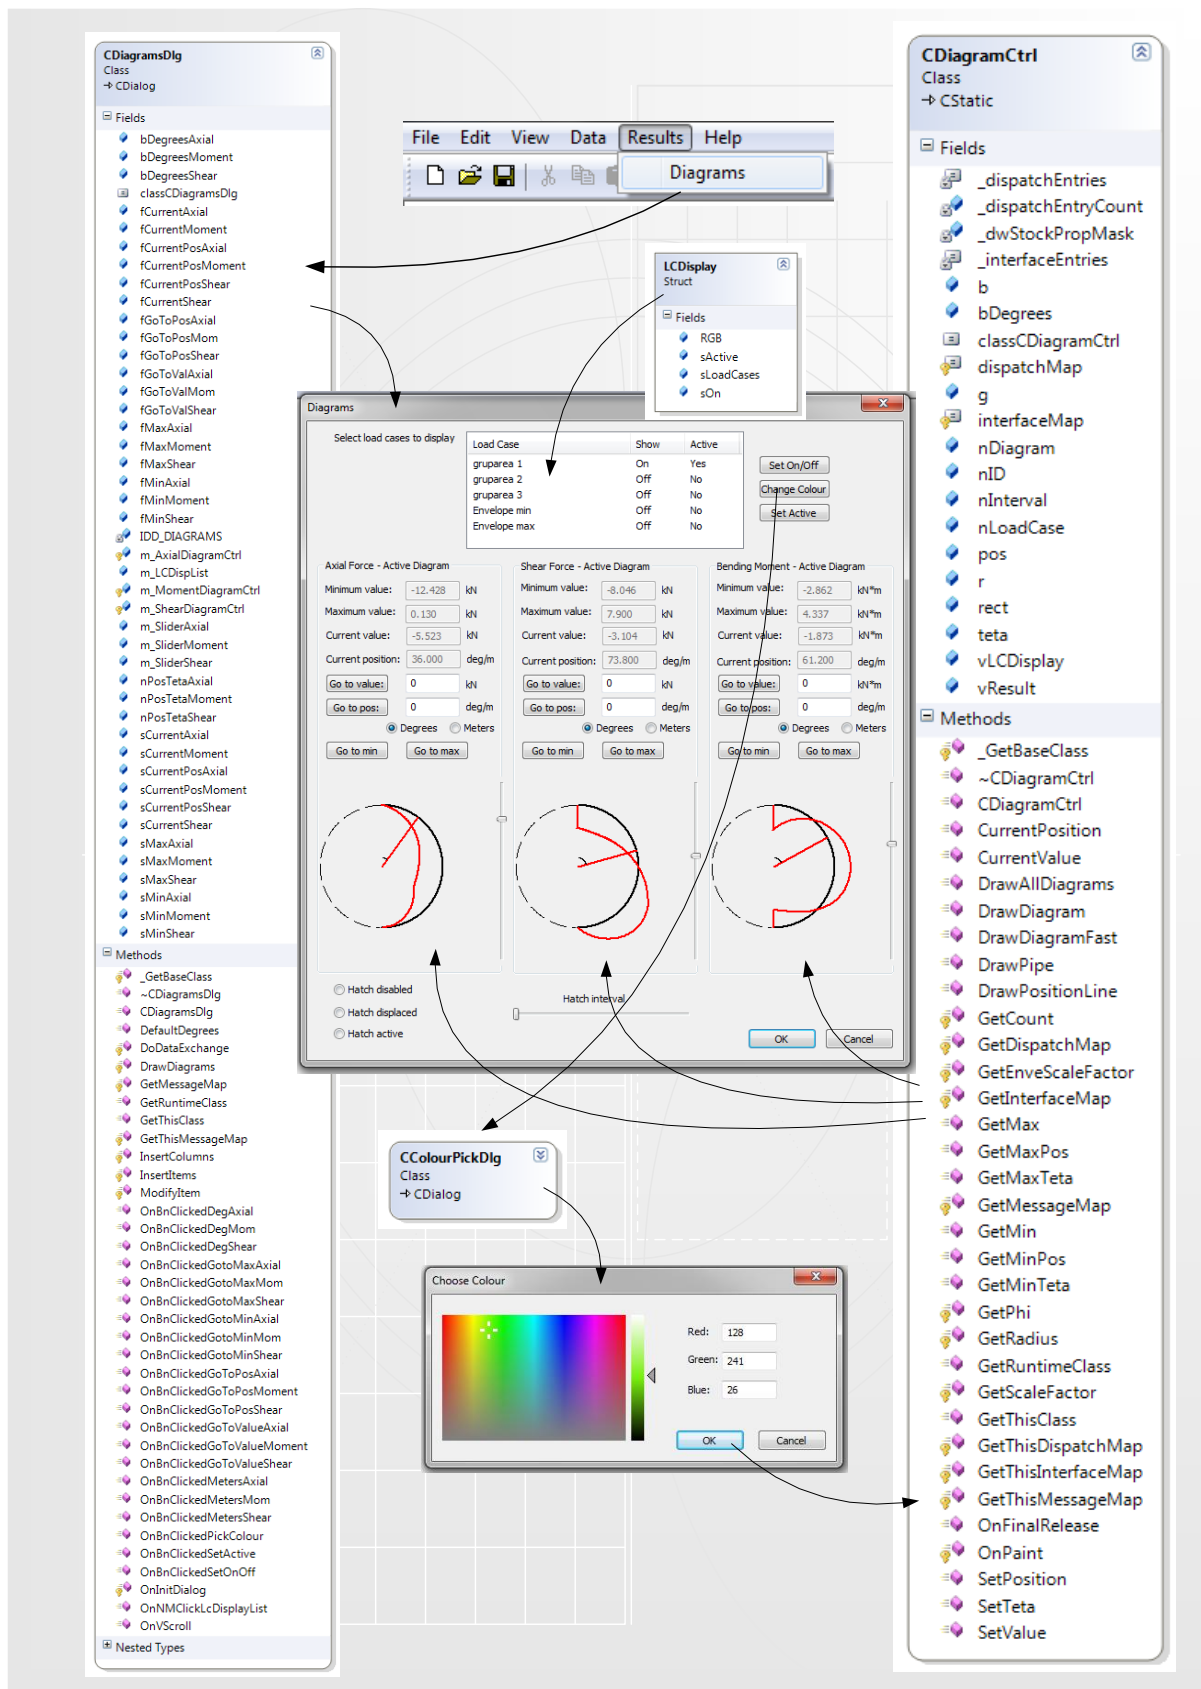 CDiagramsDlg
Class
CDialog
Fields
bDegreesAxial
bDegreesMoment
bDegreesShear
classCDiagramsDlg
fCurrentAxial
fCurrentMoment
fCurrentPosAxial
fCurrentPosMoment
fCurrentPosShear
fCurrentShear
fGoToPosAxial
fGoToPosMom
fGoToPosShear
fGoToValAxial
fGoToValMom
fGoToValShear
fMaxAxial
fMaxMoment
fMaxShear
fMinAxial
fMinMoment
fMinShear
IDD_DIAGRAMS
m_AxialDiagramCtrl
m_LCDispList
m_MomentDiagramCtrl
m_ShearDiagramCtrl
m_SliderAxial
m_SliderMoment
m_SliderShear
nPosTetaAxial
nPosTetaMoment
nPosTetaShear
sCurrentAxial
sCurrentMoment
sCurrentPosAxial
sCurrentPosMoment
sCurrentPosShear
sCurrentShear
sMaxAxial
sMaxMoment
sMaxShear
sMinAxial
sMinMoment
sMinShear
Methods
_GetBaseClass
~CDiagramsDlg
CDiagramsDlg
DefaultDegrees
DoDataExchange
DrawDiagrams
GetMessageMap
GetRuntimeClass
GetThisClass
GetThisMessageMap
InsertColumns
InsertItems
ModifyItem
OnBnClickedDegAxial
OnBnClickedDegMom
OnBnClickedDegShear
OnBnClickedGotoMaxAxial
OnBnClickedGotoMaxMom
OnBnClickedGotoMaxShear
OnBnClickedGotoMinAxial
OnBnClickedGotoMinMom
OnBnClickedGotoMinShear
OnBnClickedGoToPosAxial
OnBnClickedGoToPosMoment
OnBnClickedGoToPosShear
OnBnClickedGoToValueAxial
OnBnClickedGoToValueMoment
OnBnClickedGoToValueShear
OnBnClickedMetersAxial
OnBnClickedMetersMom
OnBnClickedMetersShear
OnBnClickedPickColour
OnBnClickedSetActive
OnBnClickedSetOnOff
OnInitDialog
OnNMClickLcDisplayList
OnVScroll
Nested Types
File Edit View Data Results Help
Diagrams
LCDisplay
Struct
Fields
RGB
sActive
sLoadCases
sOn
Diagrams
Select load cases to display
Load Case Show Active
gruparea 1 On Yes
gruparea 2 Off No
gruparea 3 Off No
Envelope min Off No
Envelope max Off No
Set On/Off
Change Colour
Set Active
Axial Force - Active Diagram
Minimum value: -12.428 kN
Maximum value: 0.130 kN
Current value: -5.523 kN
Current position: 36.000 deg/m
Go to value: 0 kN
Go to pos: 0 deg/m
Degrees Meters
Go to min Go to max
Shear Force - Active Diagram
Minimum value: -8.046 kN
Maximum value: 7.900 kN
Current value: -3.104 kN
Current position: 73.800 deg/m
Go to value: 0 kN
Go to pos: 0 deg/m
Degrees Meters
Go to min Go to max
Bending Moment - Active Diagram
Minimum value: -2.862 kN*m
Maximum value: 4.337 kN*m
Current value: -1.873 kN*m
Current position: 61.200 deg/m
Go to value: 0 kN*m
Go to pos: 0 deg/m
Degrees Meters
Go to min Go to max
Hatch disabled
Hatch displaced
Hatch active
Hatch interval
OK Cancel
CColourPickDlg
Class
CDialog
Choose Colour
Red: 128
Green: 241
Blue: 26
OK Cancel
CDiagramCtrl
Class
CStatic
Fields
_dispatchEntries
_dispatchEntryCount
_dwStockPropMask
_interfaceEntries
b
bDegrees
classCDiagramCtrl
dispatchMap
g
interfaceMap
nDiagram
nID
nInterval
nLoadCase
pos
r
rect
teta
vLCDisplay
vResult
Methods
_GetBaseClass
~CDiagramCtrl
CDiagramCtrl
CurrentPosition
CurrentValue
DrawAllDiagrams
DrawDiagram
DrawDiagramFast
DrawPipe
DrawPositionLine
GetCount
GetDispatchMap
GetEnveScaleFactor
GetInterfaceMap
GetMax
GetMaxPos
GetMaxTeta
GetMessageMap
GetMin
GetMinPos
GetMinTeta
GetPhi
GetRadius
GetRuntimeClass
GetScaleFactor
GetThisClass
GetThisDispatchMap
GetThisInterfaceMap
GetThisMessageMap
OnFinalRelease
OnPaint
SetPosition
SetTeta
SetValue